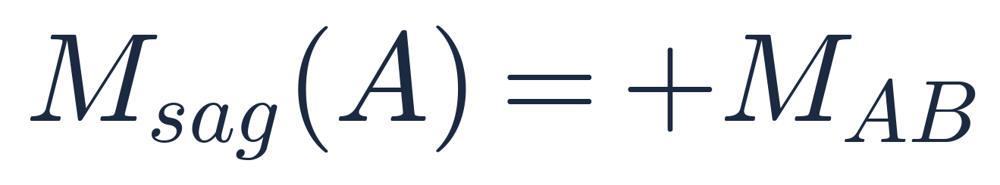 M_{sag}(A) = +M_{AB}